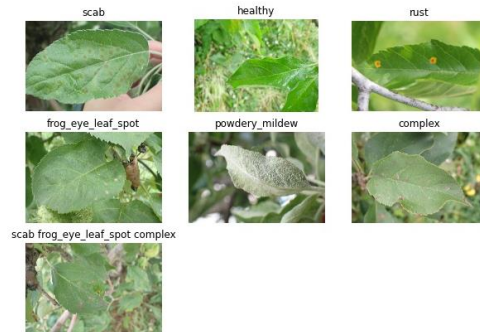 scab
healthy
rust
frog_eye_leaf_spot
powdery_mildew
complex
scab frog_eye_leaf_spot complex